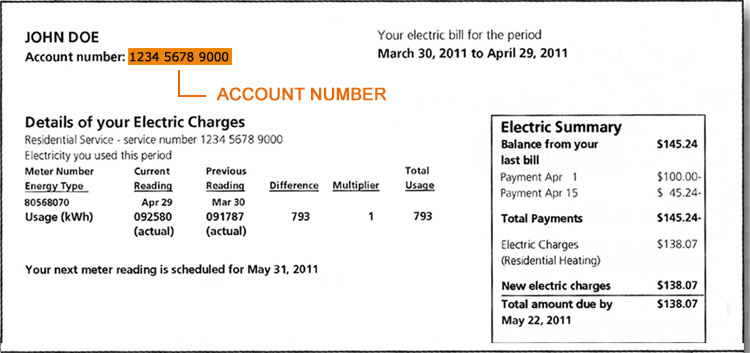 JOHN DOE
Account number: 1234 5678 9000
ACCOUNT NUMBER
Your electric bill for the period
March 30, 2011 to April 29, 2011
Details of your Electric Charges
Residential Service - service number 1234 5678 9000
Electricity you used this period
Meter Number Current Previous Total
Energy Type Reading Reading Difference Multiplier Usage
80568070 Apr 29 Mar 30
Usage (kWh) 092580 091787 793 1 793
(actual) (actual)
Your next meter reading is scheduled for May 31, 2011
Electric Summary
Balance from your $145.24
last bill
Payment Apr 1 $100.00-
Payment Apr 15 $ 45.24-
Total Payments $145.24-
Electric Charges $138.07
(Residential Heating)
New electric charges $138.07
Total amount due by $138.07
May 22, 2011